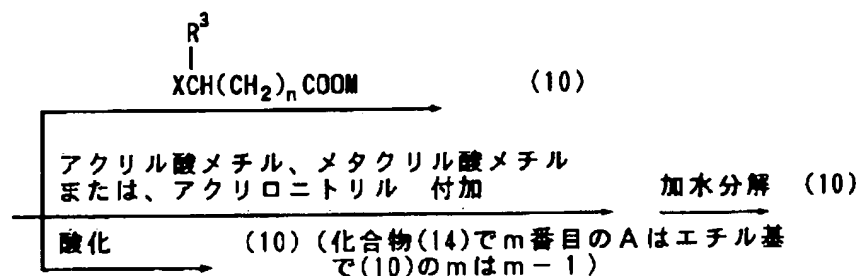 R³
XCH(CH₂)ₙCOOM (10)
アクリル酸メチル、メタクリル酸メチル
または、アクリロニトリル 付加 加水分解 (10)
酸化 (10) (化合物(14)でm番目のAはエチル基
で(10)のmはm-1)